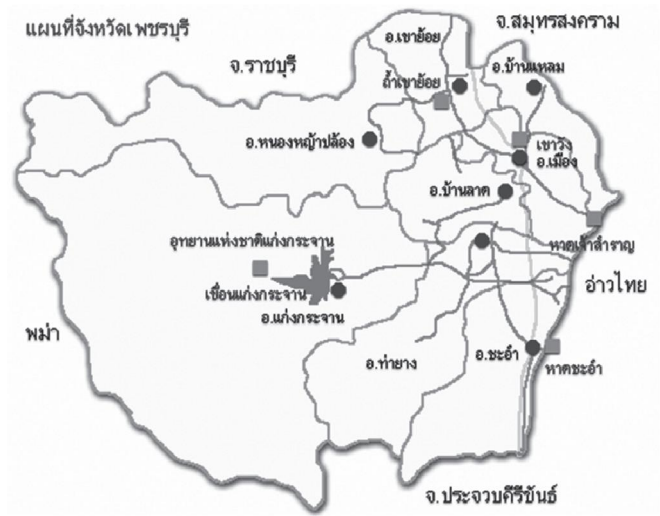 แผนที่จังหวัดเพชรบุรี
จ.สมุทรสงคราม
อ.เขาย้อย
จ.ราชบุรี
อ.บ้านแหลม
ถ้ำเขาย้อย
อ.หนองหญ้าปล้อง
เขาวัง
อ.เมือง
อ.บ้านลาด
อุทยานแห่งชาติแก่งกระจาน
หาดเจ้าสำราญ
เขื่อนแก่งกระจาน
อ่าวไทย
อ.แก่งกระจาน
พม่า
อ.ท่ายาง
อ.ชะอำ
หาดชะอำ
จ.ประจวบคีรีขันธ์